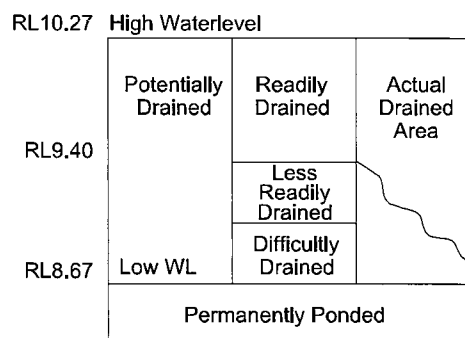 RL10.27 High Waterlevel
Potentially Drained
Readily Drained
Actual Drained Area
RL9.40
Less Readily Drained
Difficultly Drained
Low WL
RL8.67
Permanently Ponded